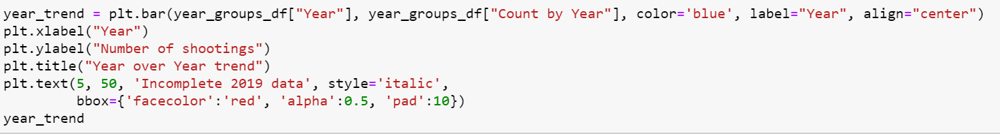 year_trend = plt.bar(year_groups_df["Year"], year_groups_df["Count by Year"], color='blue', label="Year", align="center")
plt.xlabel("Year")
plt.ylabel("Number of shootings")
plt.title("Year over Year trend")
plt.text(5, 50, 'Incomplete 2019 data', style='italic',
         bbox={'facecolor':'red', 'alpha':0.5, 'pad':10})
year_trend